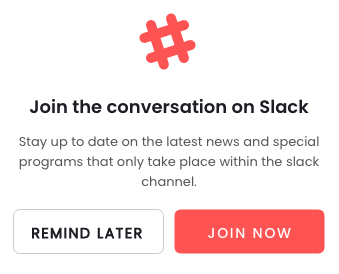 Join the conversation on Slack
Stay up to date on the latest news and special
programs that only take place within the slack
channel.
REMIND LATER
JOIN NOW